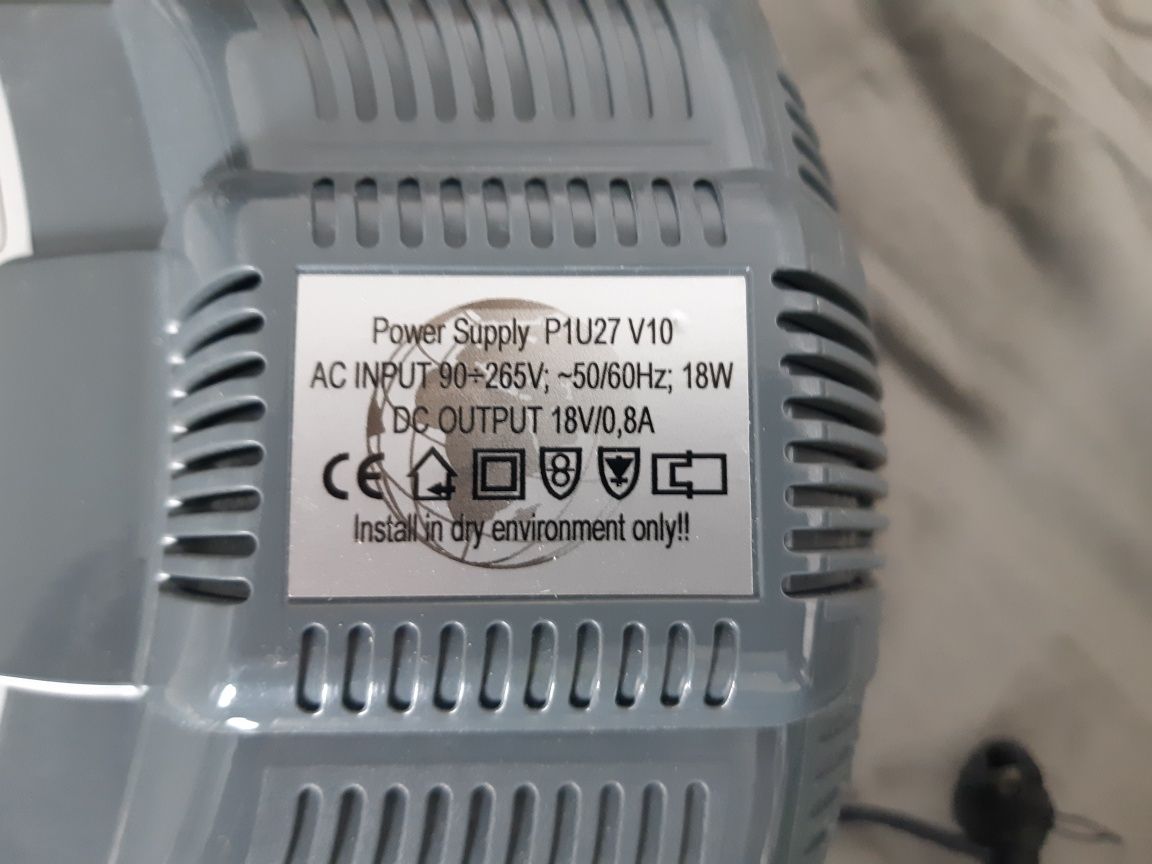 Power Supply P1U27 V10
AC INPUT 90÷265V; ~50/60Hz; 18W
DC OUTPUT 18V/0,8A
CE 8
Install in dry environment only!!